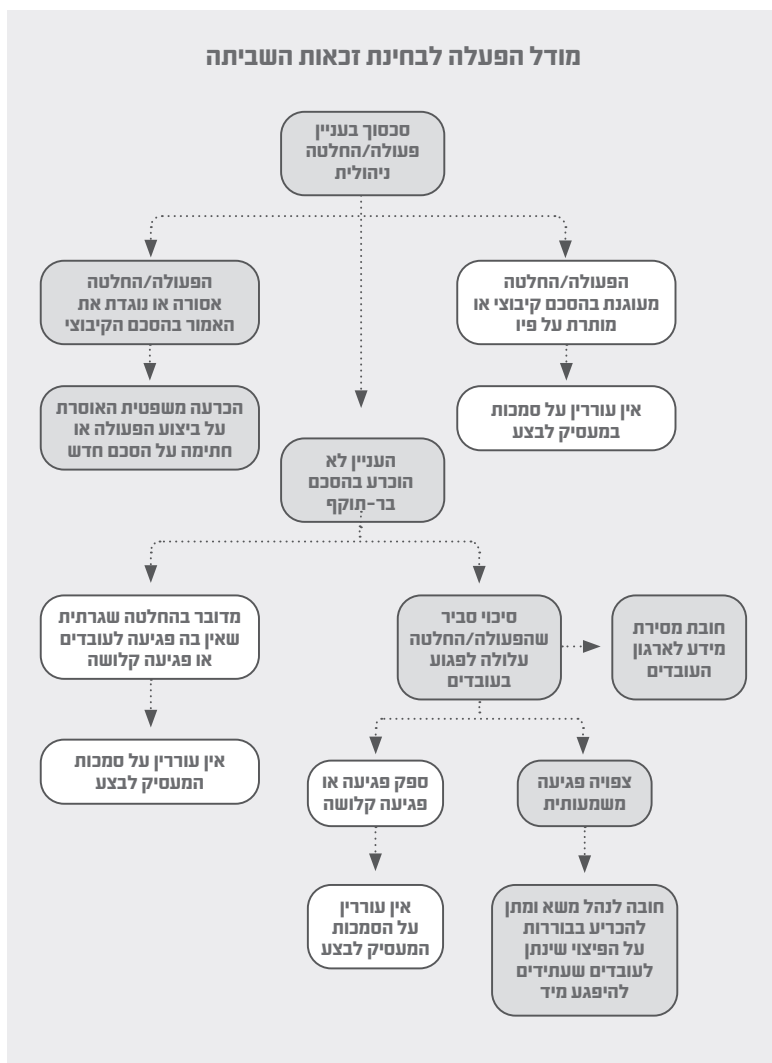 מודל הפעלה לבחינת זכאות השביתה
סכסוך בעניין
פעולה/החלטה
ניהולית
הפעולה/החלטה
מעוגנת בהסכם קיבוצי או
מותרת על פיו
אין עוררין על סמכות
במעסיק לבצע
הפעולה/החלטה
אסורה או נוגדת את
האמור בהסכם הקיבוצי
הכרעה משפטית האוסרת
על ביצוע הפעולה או
חתימה על הסכם חדש
העניין לא
הוכרע בהסכם
בר-תוקף
חובת מסירת
מידע לארגון
העובדים
סיכוי סביר
שהפעולה/החלטה
עלולה לפגוע
בעובדים
מדובר בהחלטה שגרתית
שאין בה פגיעה לעובדים
או פגיעה קלושה
אין עוררין על סמכות
המעסיק לבצע
צפויה פגיעה
משמעותית
ספק פגיעה או
פגיעה קלושה
חובה לנהל משא ומתן
להכריע בבוררות
על הפיצוי שינתן
לעובדים שעתידים
להיפגע מיד
אין עוררין
על הסמכות
המעסיק לבצע